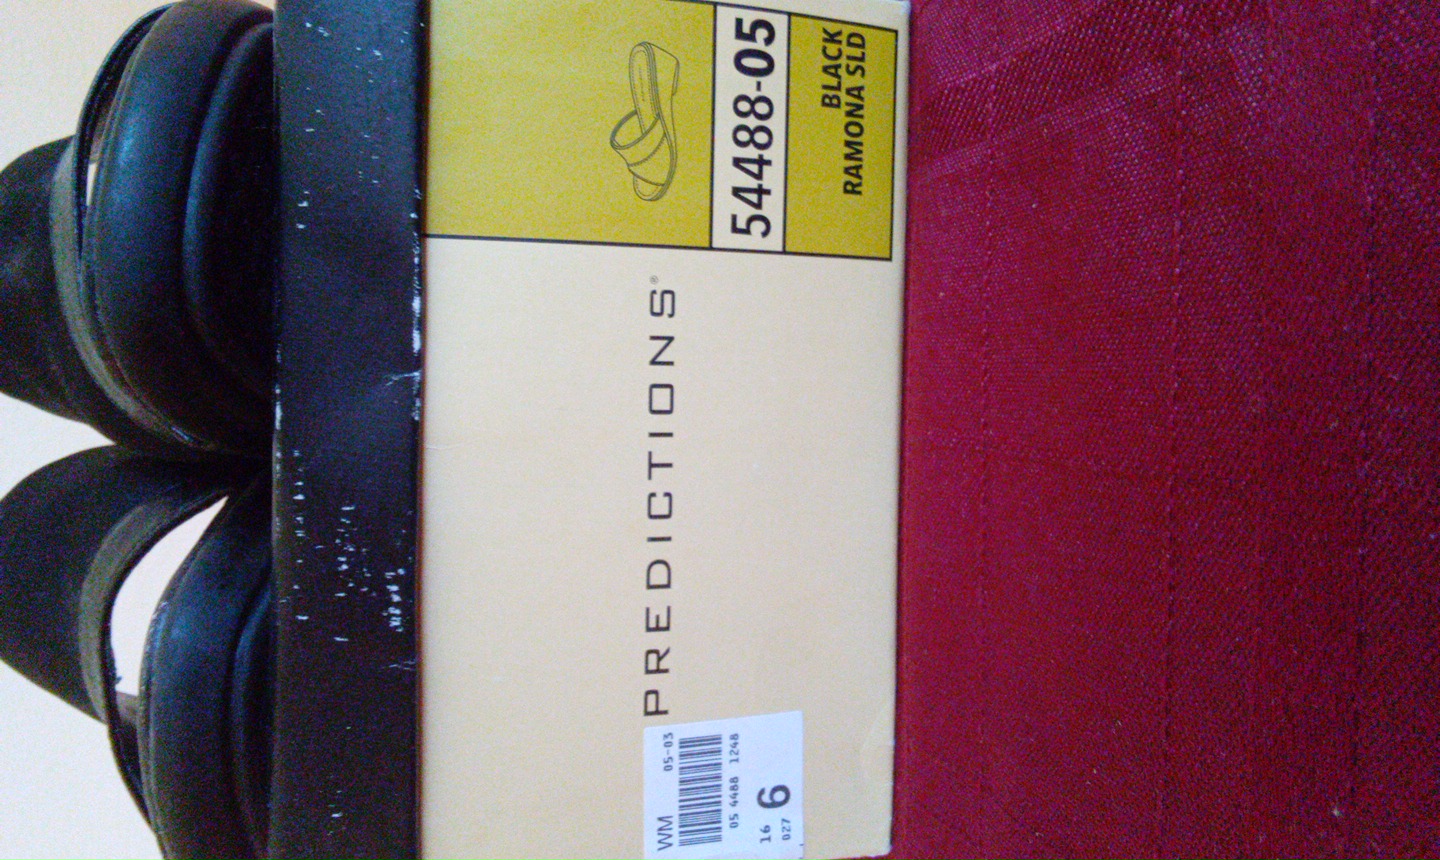 54488-05
BLACK
RAMONA SLD
PREDICTIONS®
WM 05-03
05 4488 1248
16 6
027